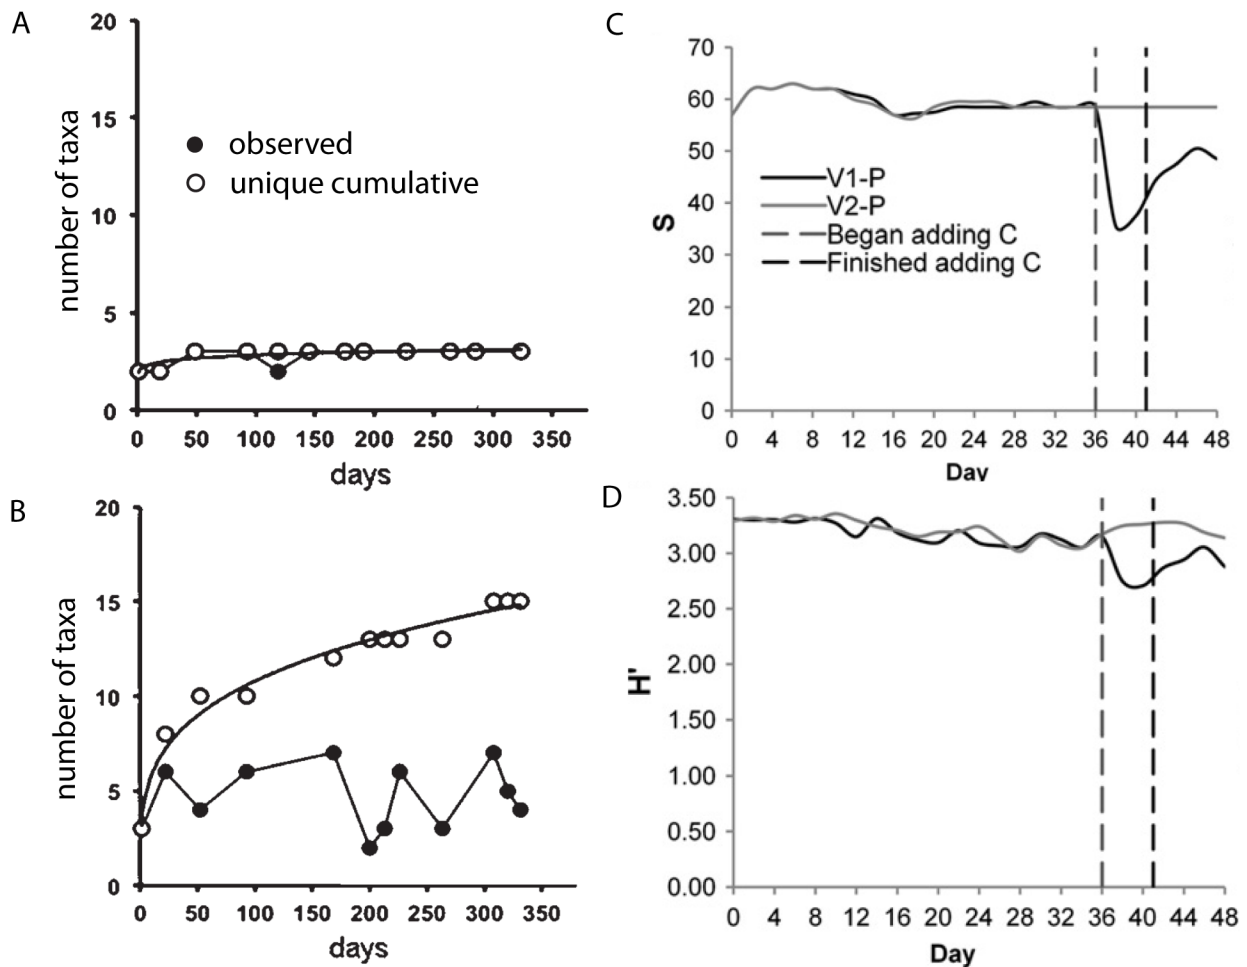 A
20
15
10
5
0
number of taxa
observed
unique cumulative
0 50 100 150 200 250 300 350
days
B
20
15
10
5
0
number of taxa
0 50 100 150 200 250 300 350
days
C
70
60
50
40
30
20
10
0
S
V1-P
V2-P
Began adding C
Finished adding C
0 4 8 12 16 20 24 28 32 36 40 44 48
Day
D
3.50
3.00
2.50
2.00
1.50
1.00
0.50
0.00
H'
0 4 8 12 16 20 24 28 32 36 40 44 48
Day